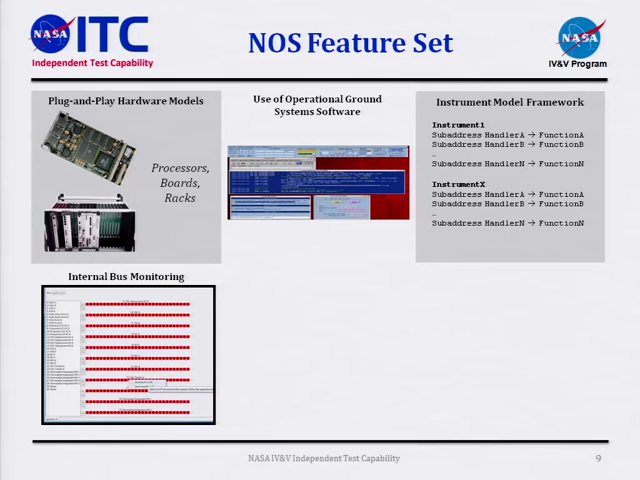 NASA
ITC
Independent Test Capability
NOS Feature Set
NASA
IV&V Program
Plug-and-Play Hardware Models
Processors,
Boards,
Racks
Use of Operational Ground
Systems Software
Instrument Model Framework
Instrument1
Subaddress HandlerA → FunctionA
Subaddress HandlerB → FunctionB
…
Subaddress HandlerN → FunctionN
InstrumentX
Subaddress HandlerA → FunctionA
Subaddress HandlerB → FunctionB
…
Subaddress HandlerN → FunctionN
Internal Bus Monitoring
NASA IV&V Independent Test Capability
9